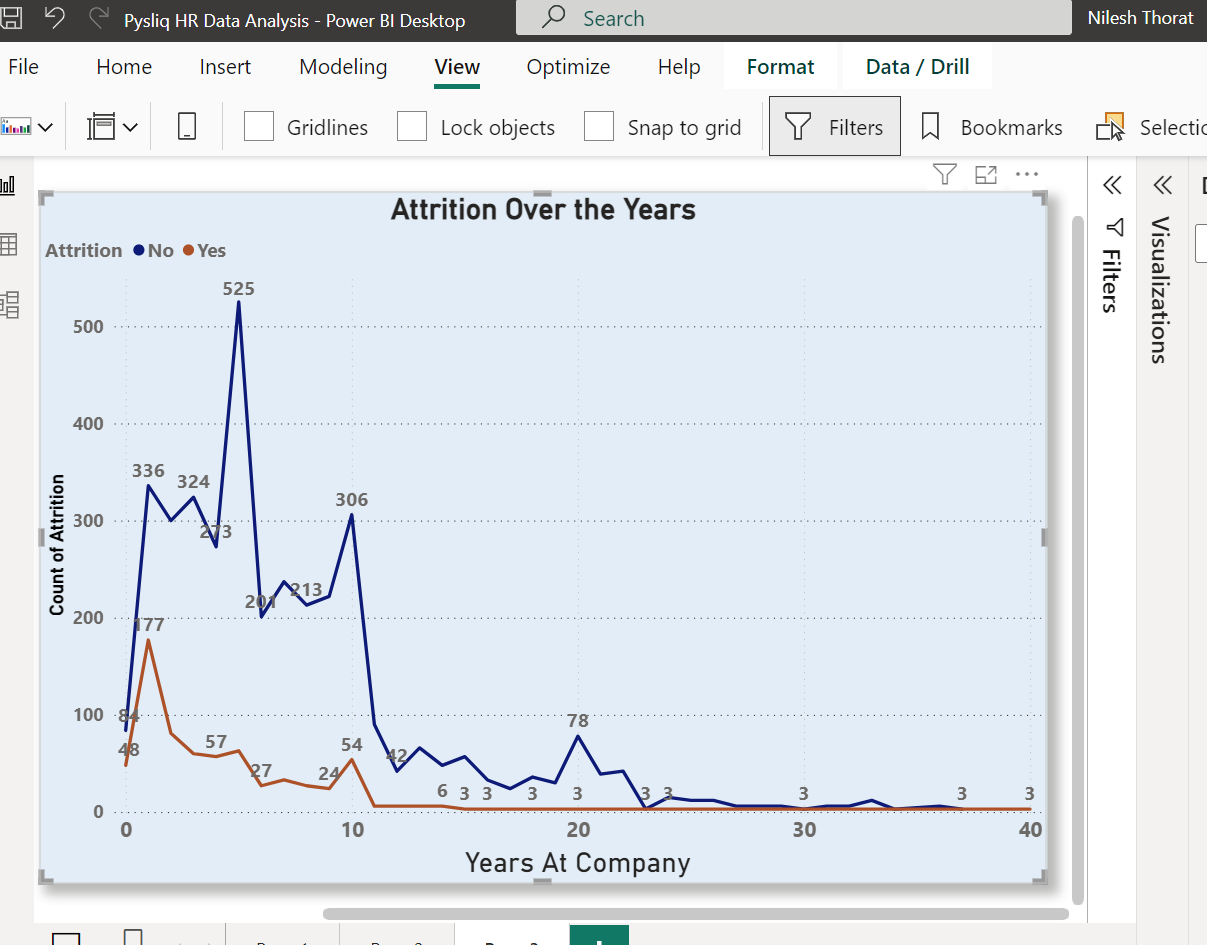 Pysliq HR Data Analysis - Power BI Desktop
Search
Nilesh Thorat
File Home Insert Modeling View Optimize Help Format Data / Drill
Gridlines Lock objects Snap to grid Filters Bookmarks
Attrition Over the Years
Attrition No Yes
525
500
400
336
324
306
300
273
Count of Attrition
213
201
200
177
100
84
78
57
54
48
42
27
24
6 3 3 3 3 3 3 3 3 3
0
0 10 20 30 40
Years At Company
Filters
Visualizations